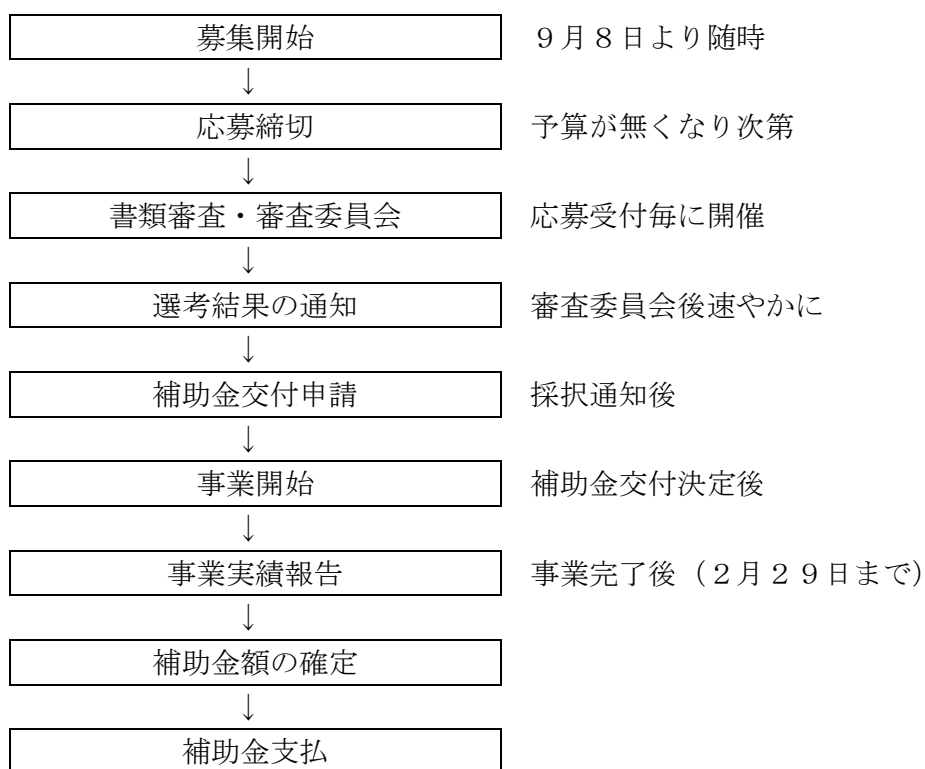 募集開始 9月8日より随時
↓
応募締切 予算が無くなり次第
↓
書類審査・審査委員会 応募受付毎に開催
↓
選考結果の通知 審査委員会後速やかに
↓
補助金交付申請 採択通知後
↓
事業開始 補助金交付決定後
↓
事業実績報告 事業完了後(2月29日まで)
↓
補助金額の確定
↓
補助金支払